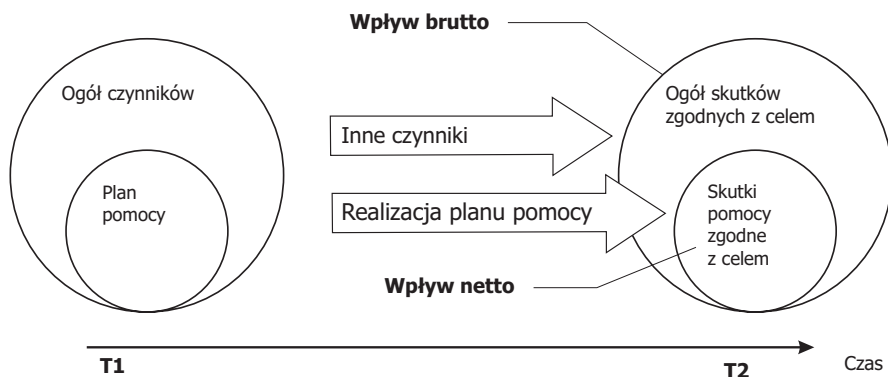 Wpływ brutto
Ogół czynników
Ogół skutków
zgodnych z celem
Inne czynniki
Plan
pomocy
Realizacja planu pomocy
Skutki
pomocy
zgodne
z celem
Wpływ netto
T1
T2
Czas